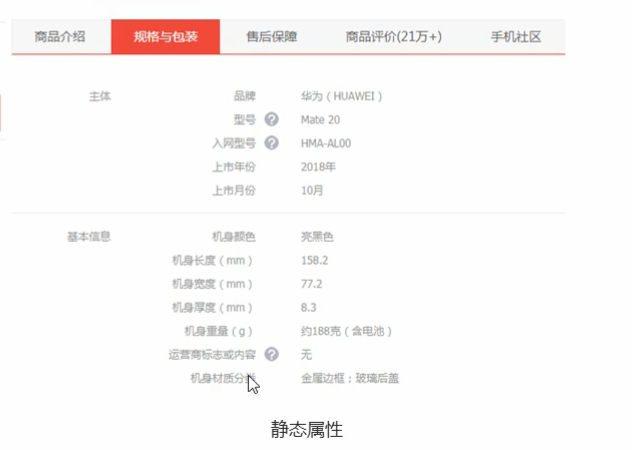 商品介绍 规格与包装 售后保障 商品评价(21万+) 手机社区
主体 品牌 华为（HUAWEI）
型号 ? Mate 20
入网型号 ? HMA-AL00
上市年份 2018年
上市月份 10月
基本信息 机身颜色 亮黑色
机身长度（mm） 158.2
机身宽度（mm） 77.2
机身厚度（mm） 8.3
机身重量（g） 约188克（含电池）
运营商标志或内容 ? 无
机身材质分类 金属边框；玻璃后盖
静态属性